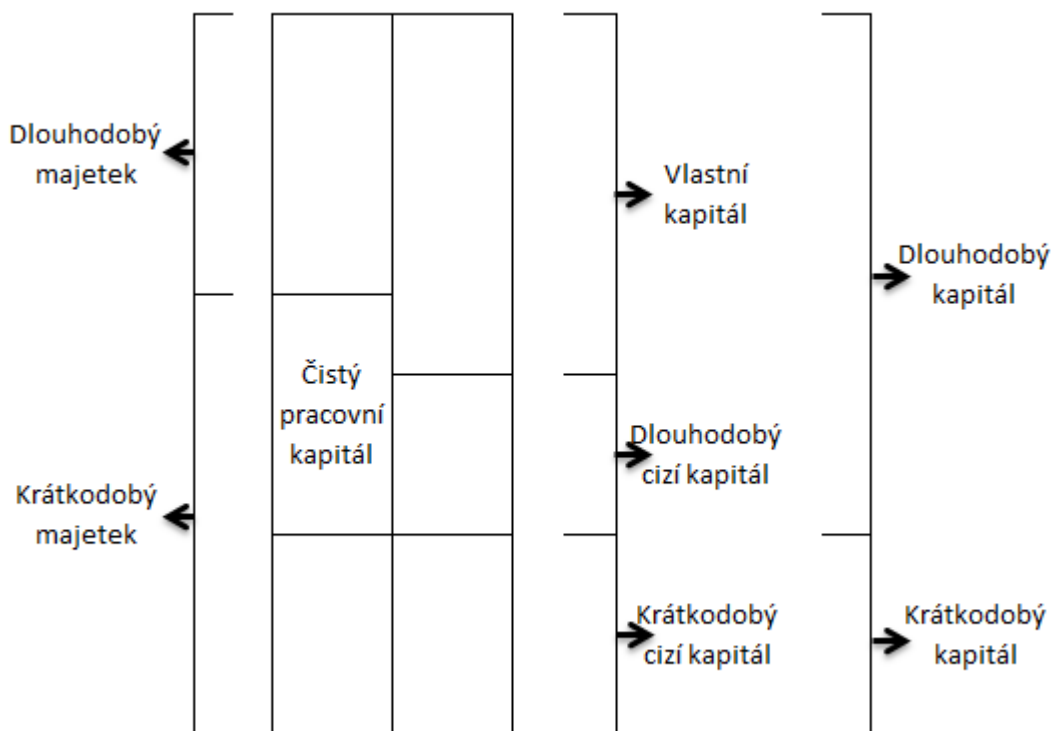 Dlouhodobý
majetek
Krátkodobý
majetek
Čistý
pracovní
kapitál
Vlastní
kapitál
Dlouhodobý
cizí kapitál
Krátkodobý
cizí kapitál
Dlouhodobý
kapitál
Krátkodobý
kapitál